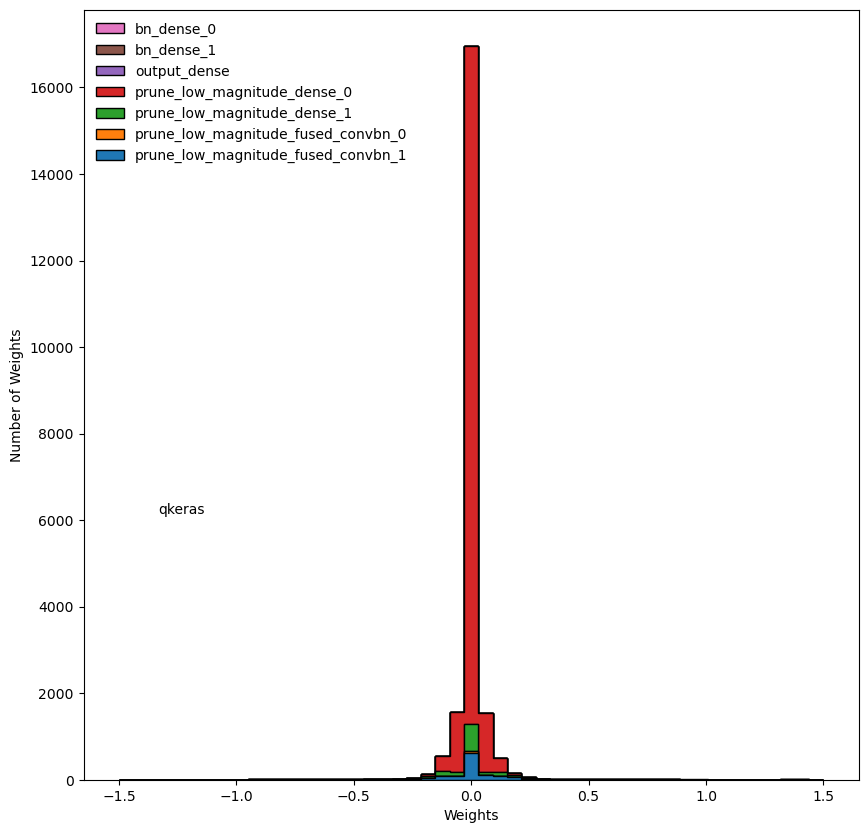 bn_dense_0
bn_dense_1
output_dense
prune_low_magnitude_dense_0
prune_low_magnitude_dense_1
prune_low_magnitude_fused_convbn_0
prune_low_magnitude_fused_convbn_1
16000
14000
12000
10000
8000
6000
4000
2000
0
Number of Weights
qkeras
−1.5 −1.0 −0.5 0.0 0.5 1.0 1.5
Weights